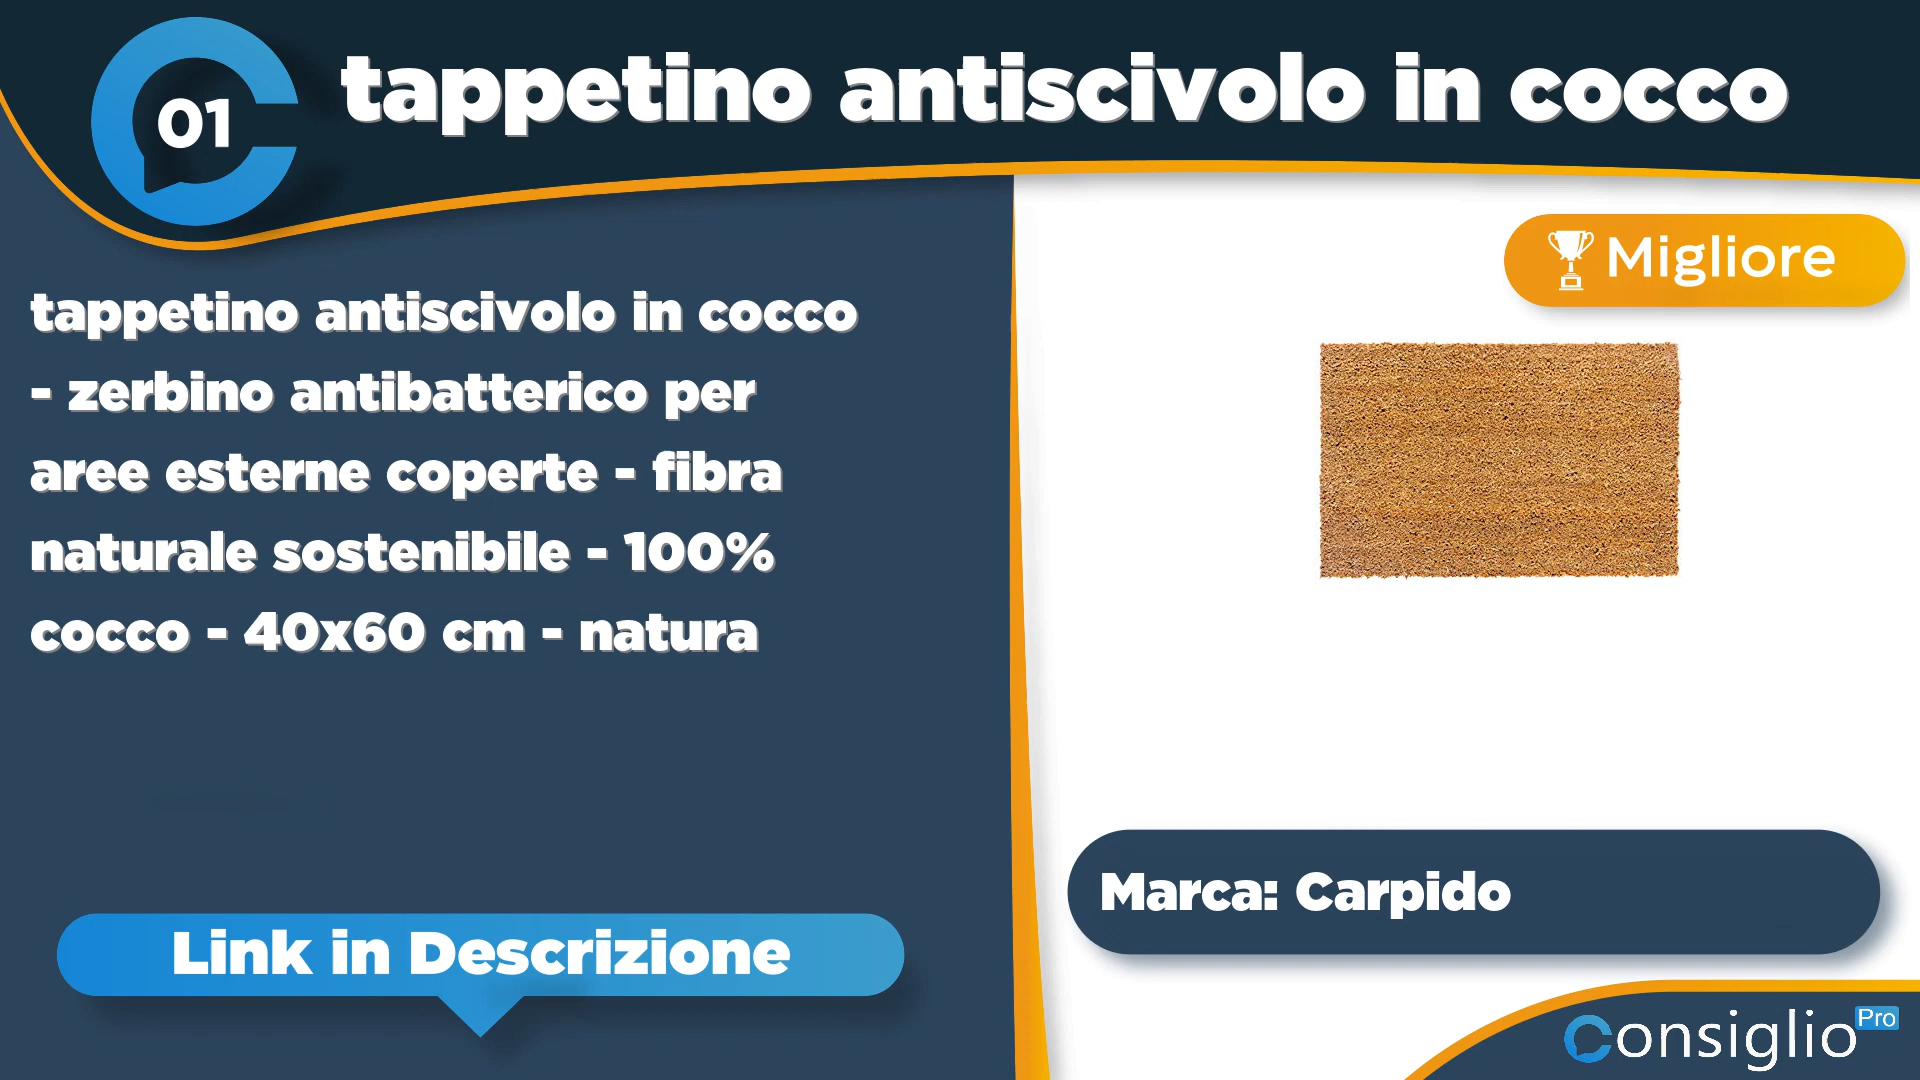 01
tappetino antiscivolo in cocco
Migliore
tappetino antiscivolo in cocco
- zerbino antibatterico per
aree esterne coperte - fibra
naturale sostenibile - 100%
cocco - 40x60 cm - natura
Marca: Carpido
Link in Descrizione
Consiglio Pro